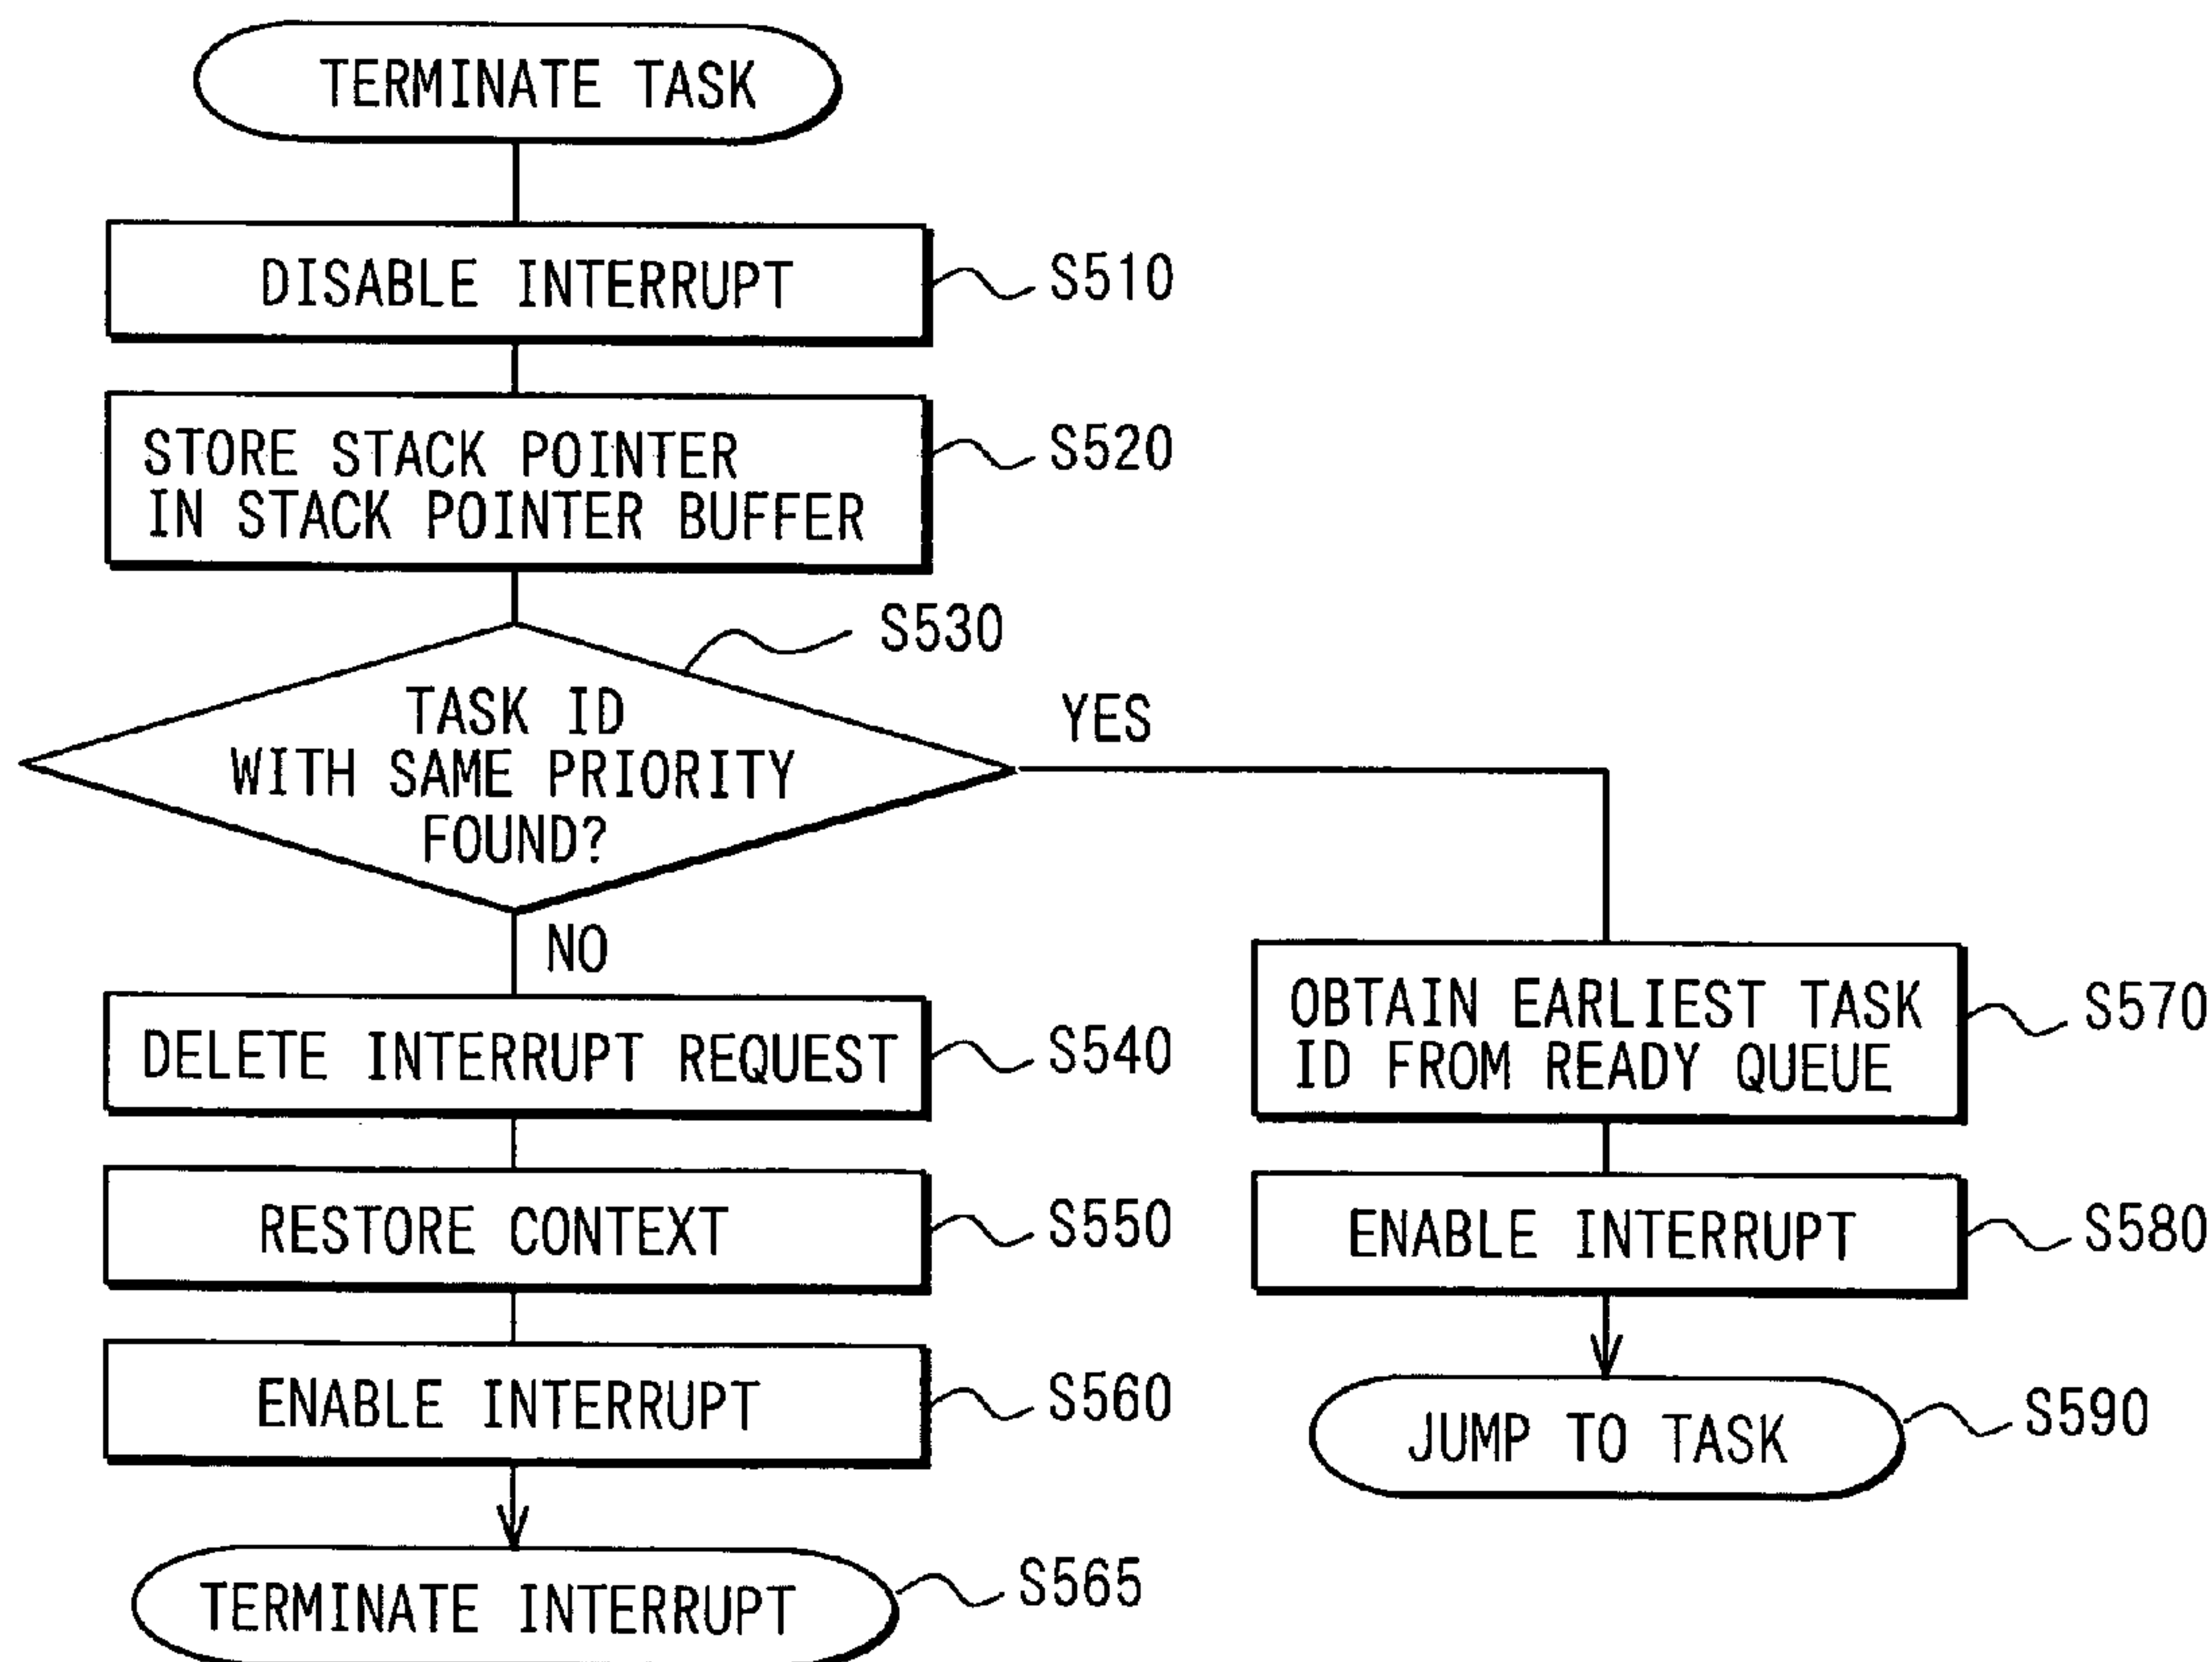 TERMINATE TASK
DISABLE INTERRUPT
S510
STORE STACK POINTER
IN STACK POINTER BUFFER
S520
S530
TASK ID
WITH SAME PRIORITY
FOUND?
YES
NO
DELETE INTERRUPT REQUEST
S540
RESTORE CONTEXT
S550
ENABLE INTERRUPT
S560
TERMINATE INTERRUPT
S565
OBTAIN EARLIEST TASK
ID FROM READY QUEUE
S570
ENABLE INTERRUPT
S580
JUMP TO TASK
S590